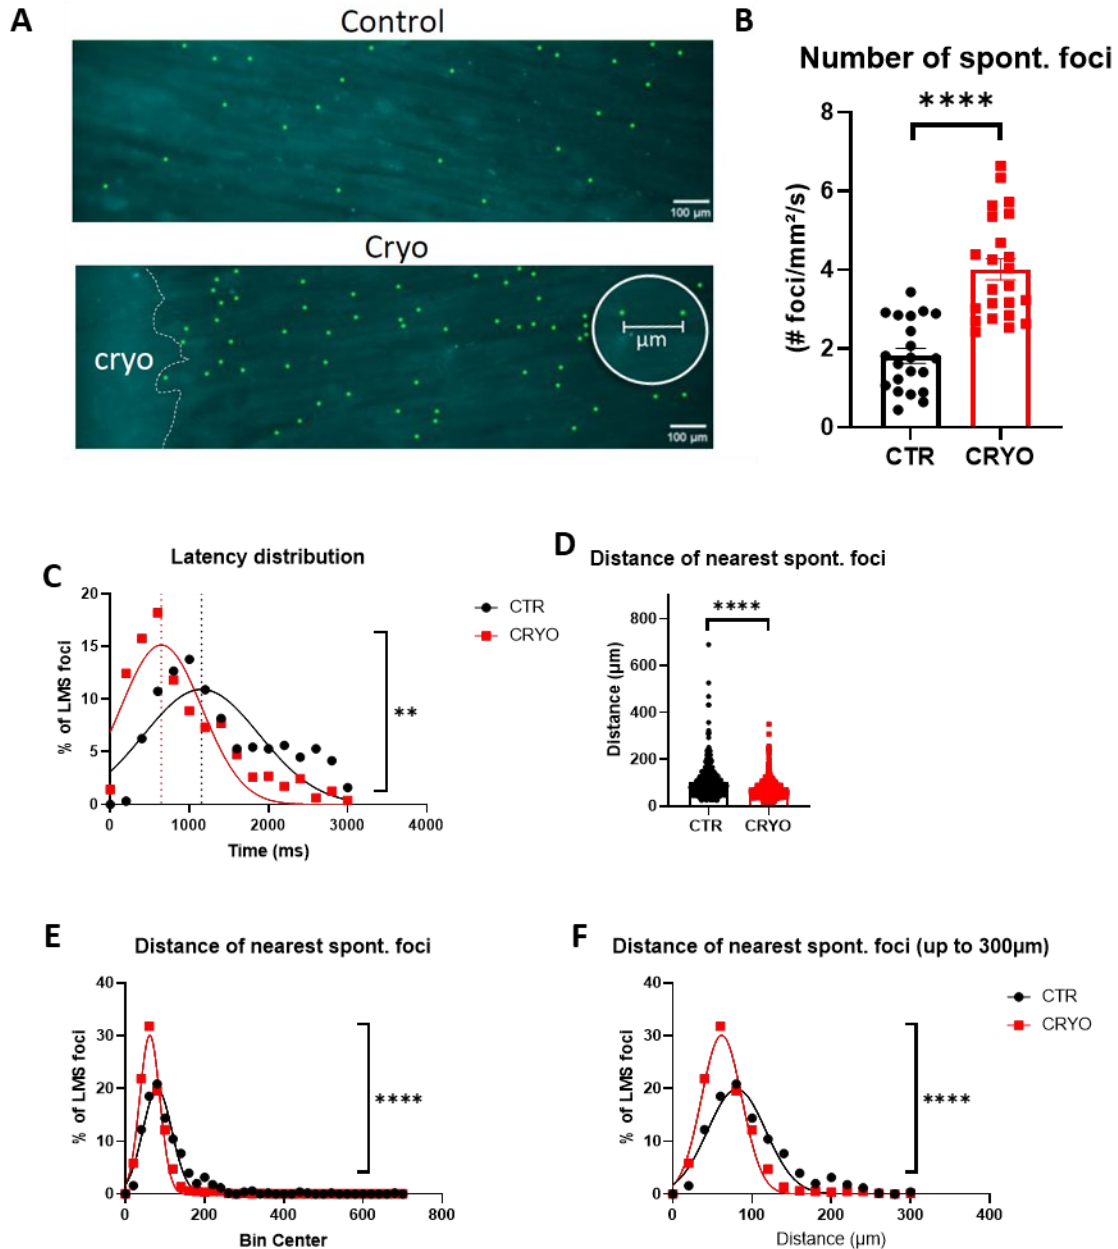 A
Control
100 µm
Cryo
cryo
µm
100 µm
B
Number of spont. foci
****
(# foci/mm²/s)
8
6
4
2
0
CTR
CRYO
C
Latency distribution
% of LMS foci
20
15
10
5
0
0
1000
2000
3000
4000
Time (ms)
**
CTR
CRYO
D
Distance of nearest spont. foci
****
Distance (µm)
800
600
400
200
0
CTR
CRYO
E
Distance of nearest spont. foci
% of LMS foci
40
30
20
10
0
0
200
400
600
800
Bin Center
****
F
Distance of nearest spont. foci (up to 300µm)
% of LMS foci
40
30
20
10
0
0
100
200
300
400
Distance (µm)
****
CTR
CRYO